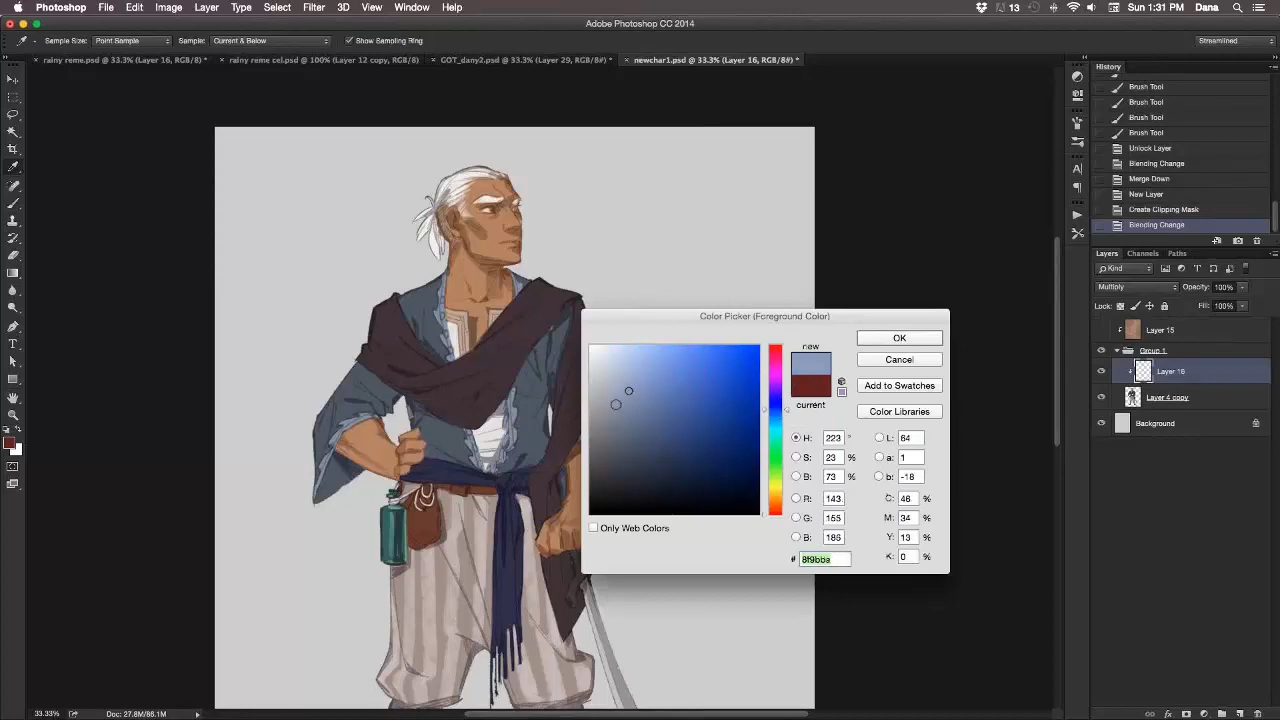 Photoshop File Edit Image Layer Type Select Filter 3D View Window Help
13 Sun 1:31 PM Dana
Adobe Photoshop CC 2014
Sample Size: Point Sample Sample: Current & Below Show Sampling Ring Streamlined
× rainy reme.psd @ 33.3% (Layer 16, RGB/8) * × rainy reme cel.psd @ 100% (Layer 12 copy, RGB/8) × GOT_dany2.psd @ 33.3% (Layer 29, RGB/8) * × newchar1.psd @ 33.3% (Layer 16, RGB/8#) *
History
Brush Tool
Brush Tool
Brush Tool
Brush Tool
Unlock Layer
Blending Change
Merge Down
New Layer
Create Clipping Mask
Blending Change
Layers Channels Paths
Kind
Multiply Opacity: 100%
Lock: Fill: 100%
Layer 15
Group 1
Layer 16
Layer 4 copy
Background
Color Picker (Foreground Color)
new
current
OK
Cancel
Add to Swatches
Color Libraries
H: 223 ° L: 64
S: 23 % a: 1
B: 73 % b: -18
R: 143 C: 46 %
G: 155 M: 34 %
B: 185 Y: 13 %
# 8f9bba K: 0 %
Only Web Colors
33.33% Doc: 27.8M/86.1M